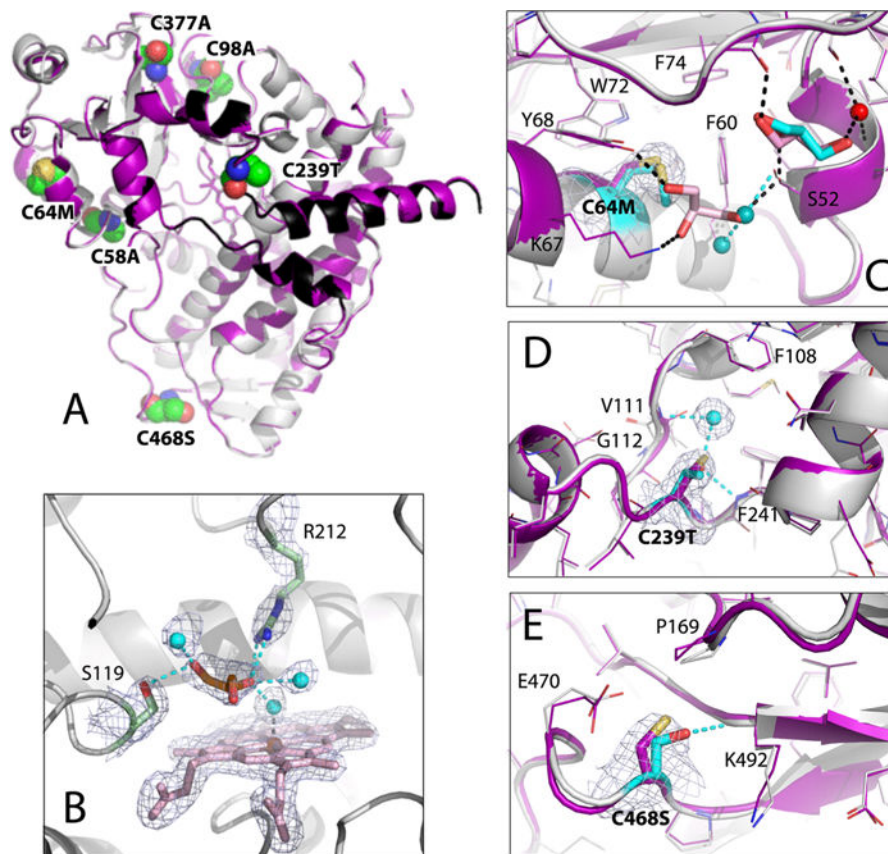 C377A
C98A
C239T
C64M
C58A
C468S
A
R212
S119
B
F74
W72
Y68
F60
C64M
S52
K67
C
D
F108
V111
G112
F241
C239T
E
P169
E470
K492
C468S